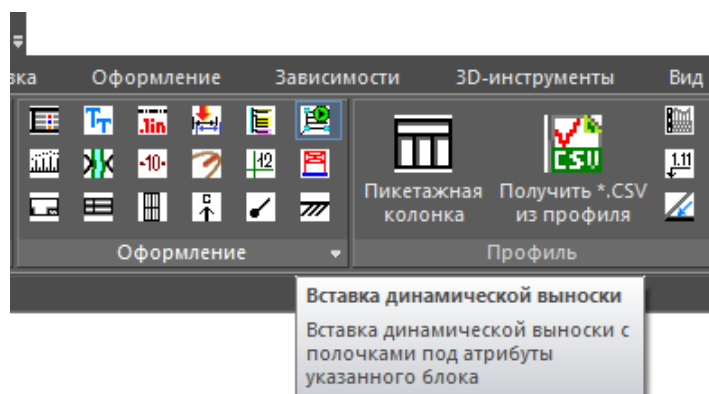 вка Оформление Зависимости 3D-инструменты Вид
Tт .lin
-10- 12 1.11
CSV
Пикетажная Получить *.CSV
колонка из профиля
С
Оформление Профиль
Вставка динамической выноски
Вставка динамической выноски с
полочками под атрибуты
указанного блока